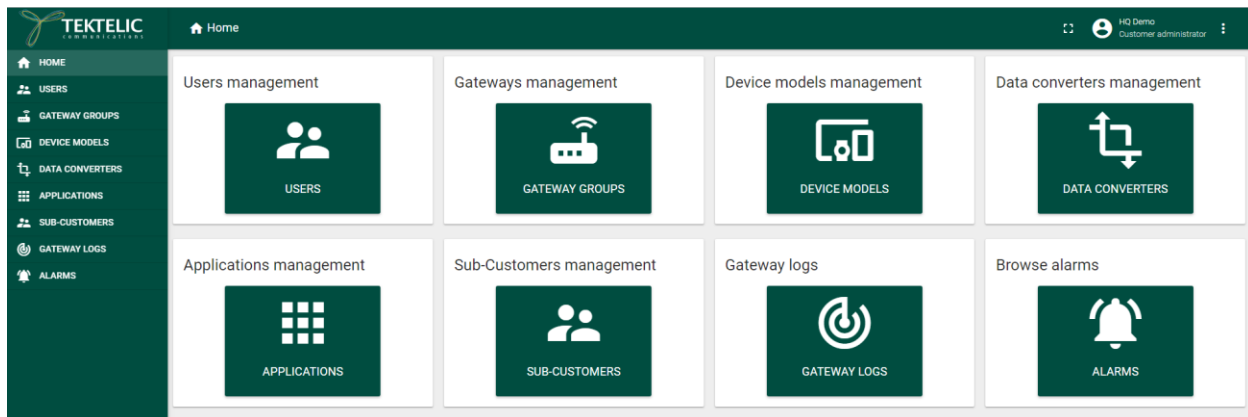 TEKTELIC
communications
Home
HQ Demo
Customer administrator
HOME
USERS
GATEWAY GROUPS
DEVICE MODELS
DATA CONVERTERS
APPLICATIONS
SUB-CUSTOMERS
GATEWAY LOGS
ALARMS
Users management
USERS
Gateways management
GATEWAY GROUPS
Device models management
DEVICE MODELS
Data converters management
DATA CONVERTERS
Applications management
APPLICATIONS
Sub-Customers management
SUB-CUSTOMERS
Gateway logs
GATEWAY LOGS
Browse alarms
ALARMS